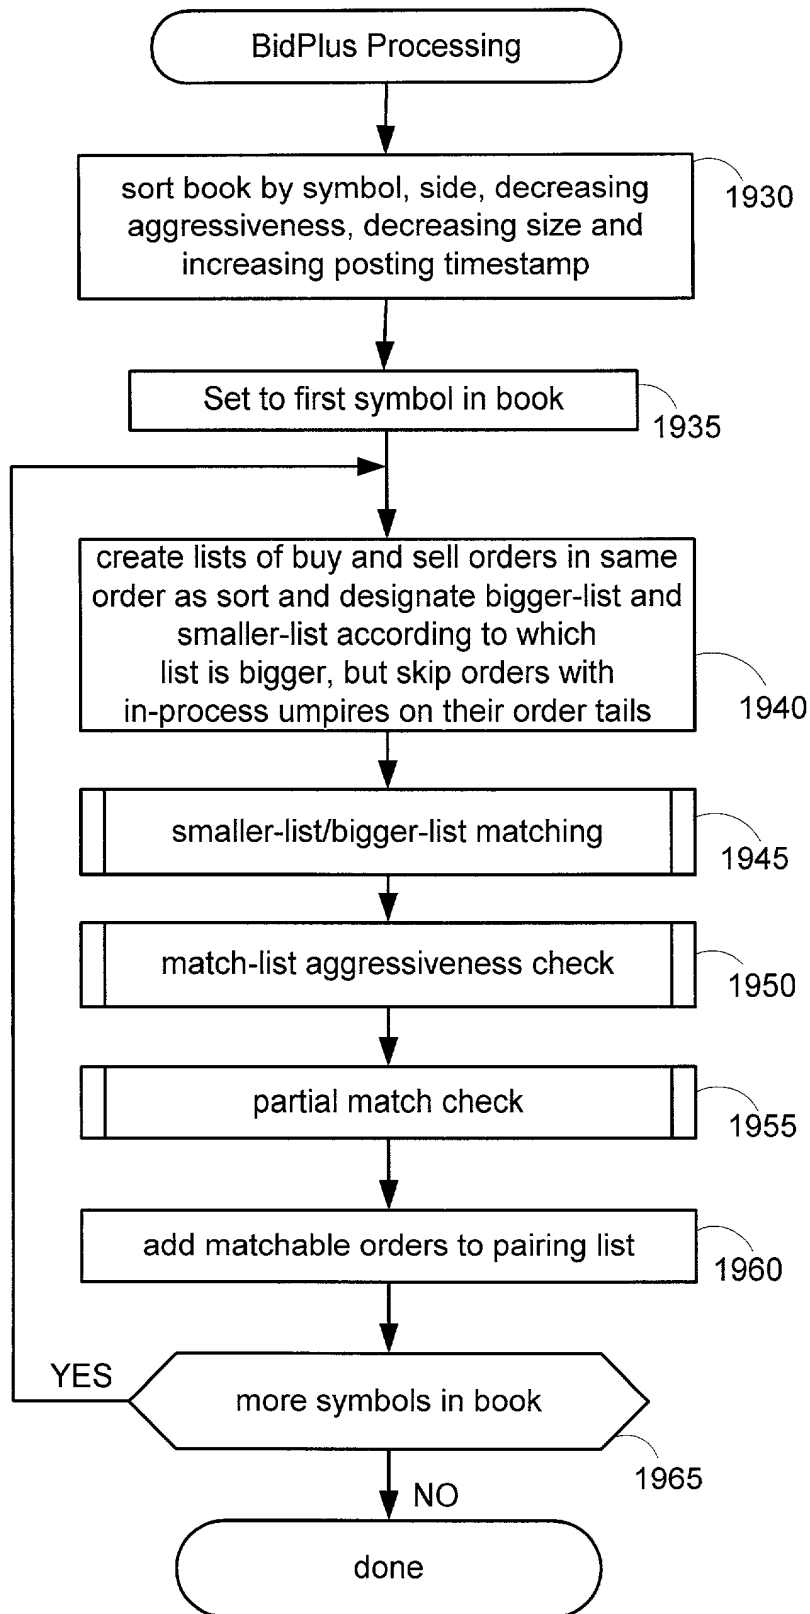 BidPlus Processing
sort book by symbol, side, decreasing
aggressiveness, decreasing size and
increasing posting timestamp
1930
Set to first symbol in book
1935
create lists of buy and sell orders in same
order as sort and designate bigger-list and
smaller-list according to which
list is bigger, but skip orders with
in-process umpires on their order tails
1940
smaller-list/bigger-list matching
1945
match-list aggressiveness check
1950
partial match check
1955
add matchable orders to pairing list
1960
YES
more symbols in book
1965
NO
done